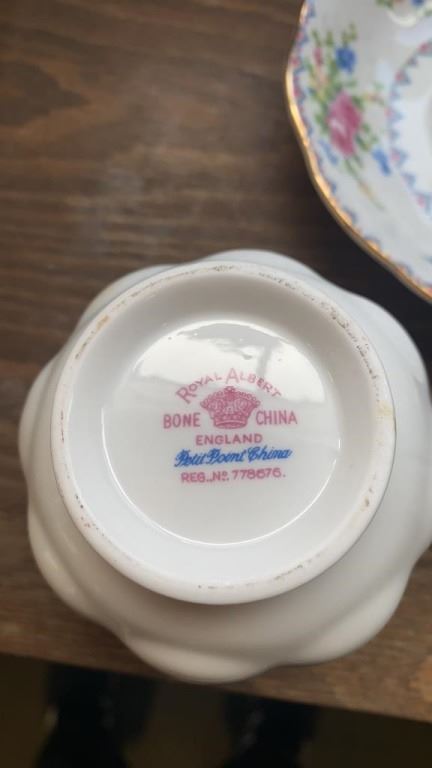 ROYAL ALBERT
BONE CHINA
ENGLAND
Petit Point China
REG. No. 778676.